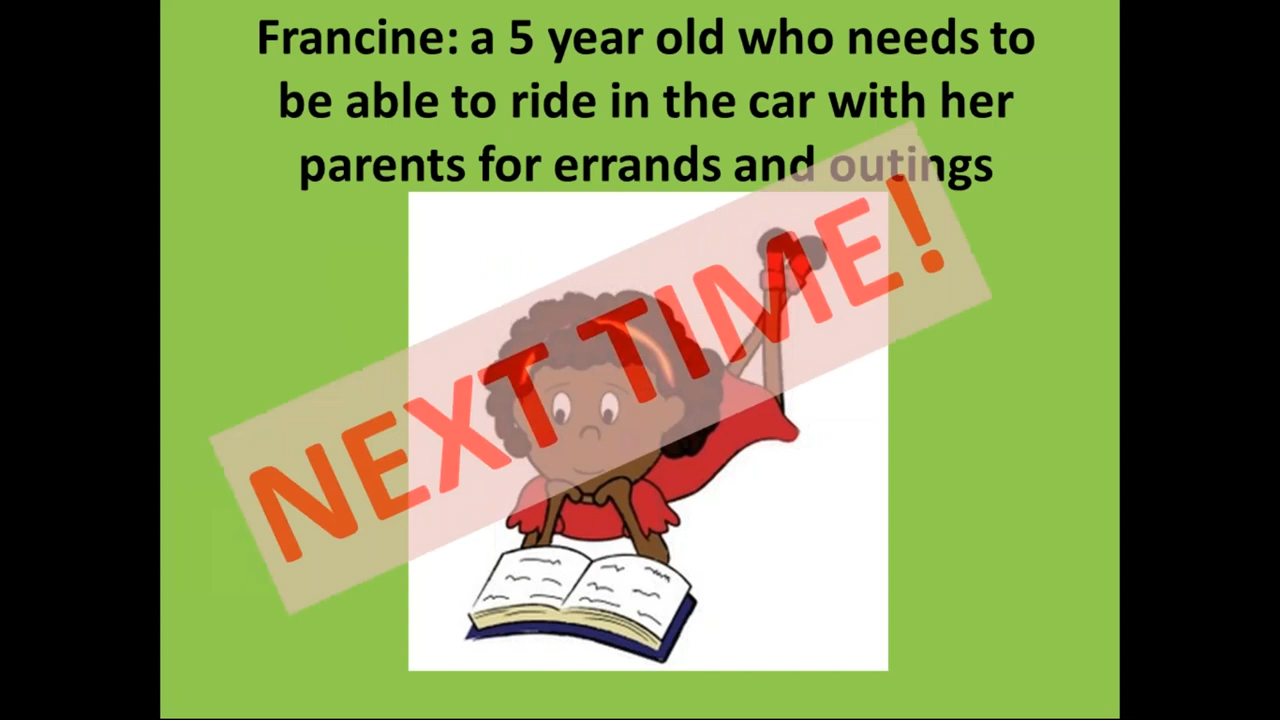 Francine: a 5 year old who needs to
be able to ride in the car with her
parents for errands and outings
NEXT TIME!